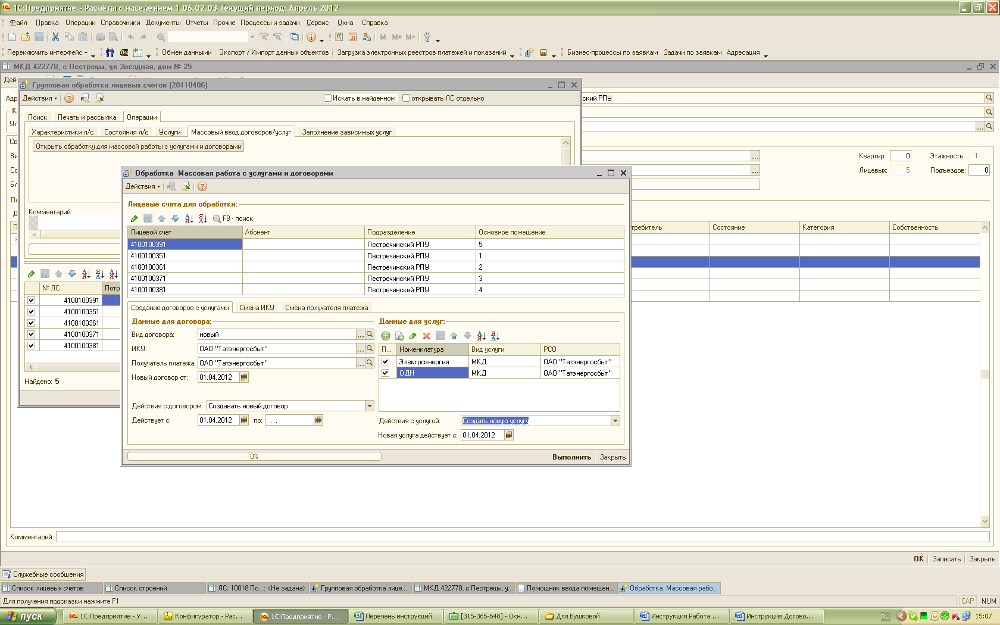 1С:Предприятие - Расчёты с населением 1.06.02.03 Текущий период: Апрель 2012
Файл Правка Операции Справочники Документы Отчеты Прочие Процессы и задачи Сервис Окна Справка
M M+ M-
Переключить интерфейс Обмен данными Экспорт / Импорт данных объектов Загрузка электронных реестров платежей и показаний Бизнес-процессы по заявкам Задачи по заявкам Адресация
МКД 422770, с Пестрецы, ул Звездная, дом № 25
Групповая обработка лицевых счетов (20110406)
Действия Искать в найденном открывать ЛС отдельно
ский РПУ
Поиск Печать и рассылка Операции
Характеристики л/с Состояния л/с Услуги Массовый ввод договоров/услуг Заполнение зависимых услуг
Открыть обработку для массовой работы с услугами и договорами
Квартир: 0 Этажность: 1
Лицевых: 5 Подъездов: 0
Комментарий:
требитель Состояние Категория Собственность
№ ЛС Потр
4100100391
4100100351
4100100361
4100100371
4100100381
Найдено: 5
Обработка Массовая работа с услугами и договорами
Действия
Лицевые счета для обработки:
F8 - поиск
Лицевой счет Абонент Подразделение Основное помещение
4100100391 Пестречинский РПУ 5
4100100351 Пестречинский РПУ 1
4100100361 Пестречинский РПУ 2
4100100371 Пестречинский РПУ 3
4100100381 Пестречинский РПУ 4
Создание договоров с услугами Смена ИКУ Смена получателя платежа
Данные для договора:
Вид договора: новый
ИКУ: ОАО "Татэнергосбыт"
Получатель платежа: ОАО "Татэнергосбыт"
Новый договор от: 01.04.2012
Действия с договором: Создавать новый договор
Действует с: 01.04.2012 по: . .
Данные для услуг:
П... Номенклатура Вид услуги РСО
Электроэнергия МКД ОАО "Татэнергосбыт"
ОДН МКД ОАО "Татэнергосбыт"
Действия с услугой: Создать новую услугу
Новая услуга действует с: 01.04.2012
0% Выполнить Закрыть
Комментарий:
OK Записать Закрыть
Служебные сообщения
Список лицевых счетов Список строений ЛС: 10018 По...: <Не задана> Групповая обработка лице... МКД 422770, с Пестрецы, у... Помощник ввода помещен... Обработка Массовая рабо...
Для получения подсказки нажмите F1 CAP NUM
пуск 1С:Предприятие - У... Конфигуратор - Рас... 1С:Предприятие - Р... Перечень инструкций [315-365-648] - Окн... Для Бушковой Инструкция Работа ... Инструкция Догово... RU 15:07